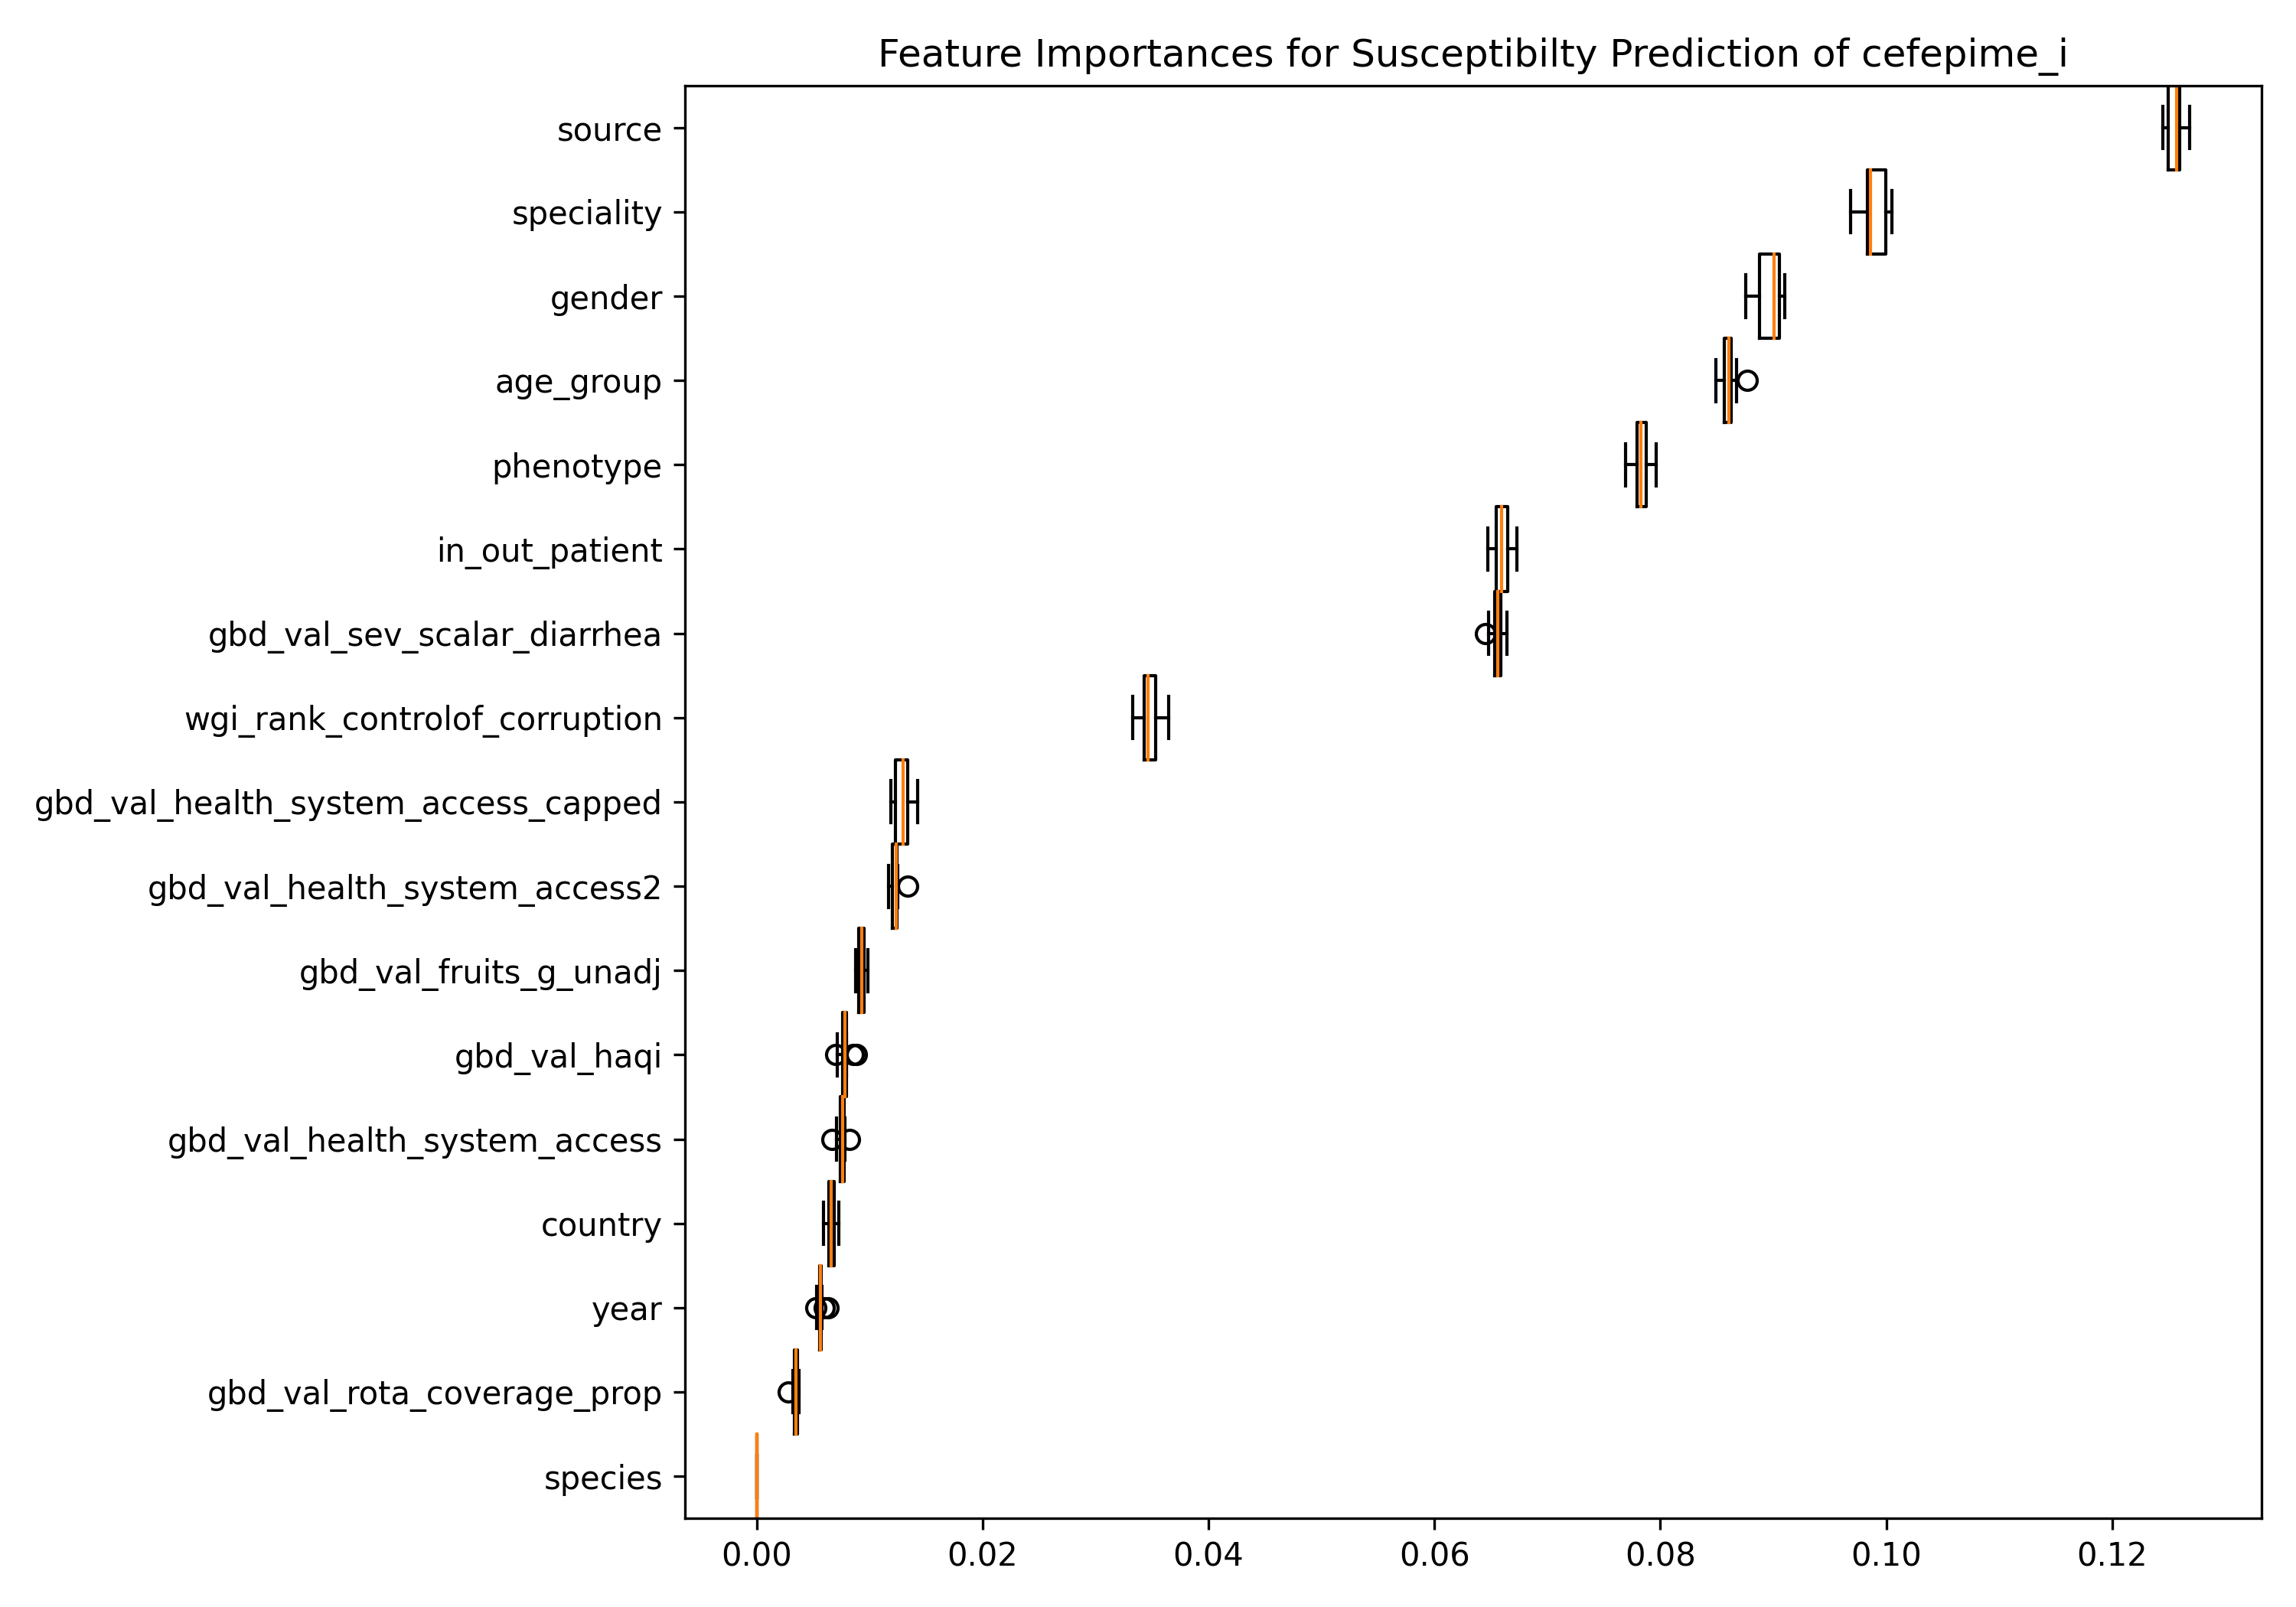 Feature Importances for Susceptibilty Prediction of cefepime_i
source
speciality
gender
age_group
phenotype
in_out_patient
gbd_val_sev_scalar_diarrhea
wgi_rank_controlof_corruption
gbd_val_health_system_access_capped
gbd_val_health_system_access2
gbd_val_fruits_g_unadj
gbd_val_haqi
gbd_val_health_system_access
country
year
gbd_val_rota_coverage_prop
species
0.00 0.02 0.04 0.06 0.08 0.10 0.12